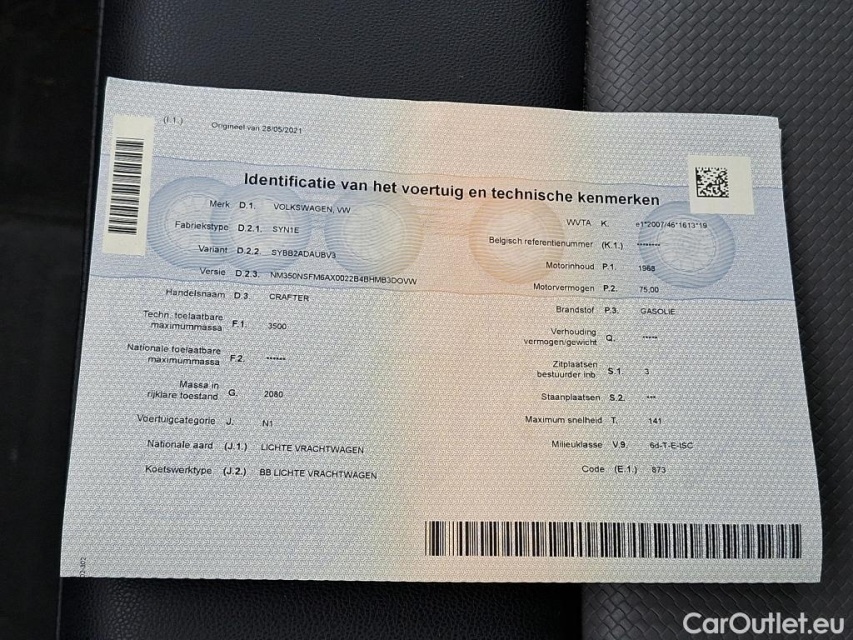 (I.1.) Origineel van 28/05/2021
Identificatie van het voertuig en technische kenmerken
Merk D.1. VOLKSWAGEN, VW
Fabriekstype D.2.1. SYN1E
Variant D.2.2. SYBB2ADAUBV3
Versie D.2.3. NM350NSFM6AX0022B4BHMB3DOVW
Handelsnaam D.3. CRAFTER
Techn. toelaatbare
maximummassa F.1. 3500
Nationale toelaatbare
maximummassa F.2. ------
Massa in
rijklare toestand G. 2080
Voertuigcategorie J. N1
Nationale aard (J.1.) LICHTE VRACHTWAGEN
Koetswerktype (J.2.) BB LICHTE VRACHTWAGEN
WVTA K. e1*2007/46*1613*19
Belgisch referentienummer (K.1.) --------
Motorinhoud P.1. 1968
Motorvermogen P.2. 75,00
Brandstof P.3. GASOLIE
Verhouding
vermogen/gewicht Q. -----
Zitplaatsen
bestuurder inb. S.1. 3
Staanplaatsen S.2. ---
Maximum snelheid T. 141
Milieuklasse V.9. 6d-T-E-ISC
Code (E.1.) 873
CarOutlet.eu